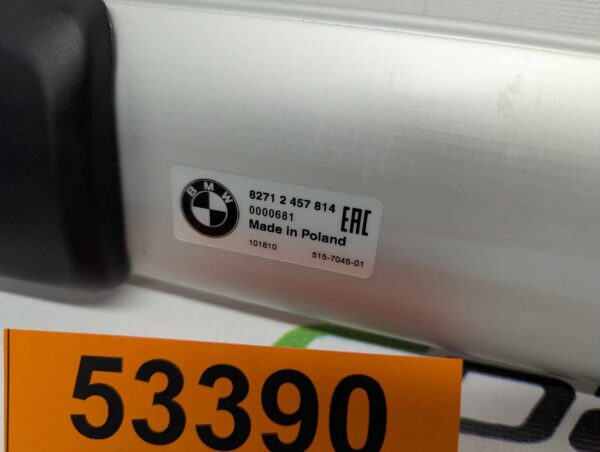 BMW
8271 2 457 814
0000681
EAC
Made in Poland
101810
515-7045-01
53390